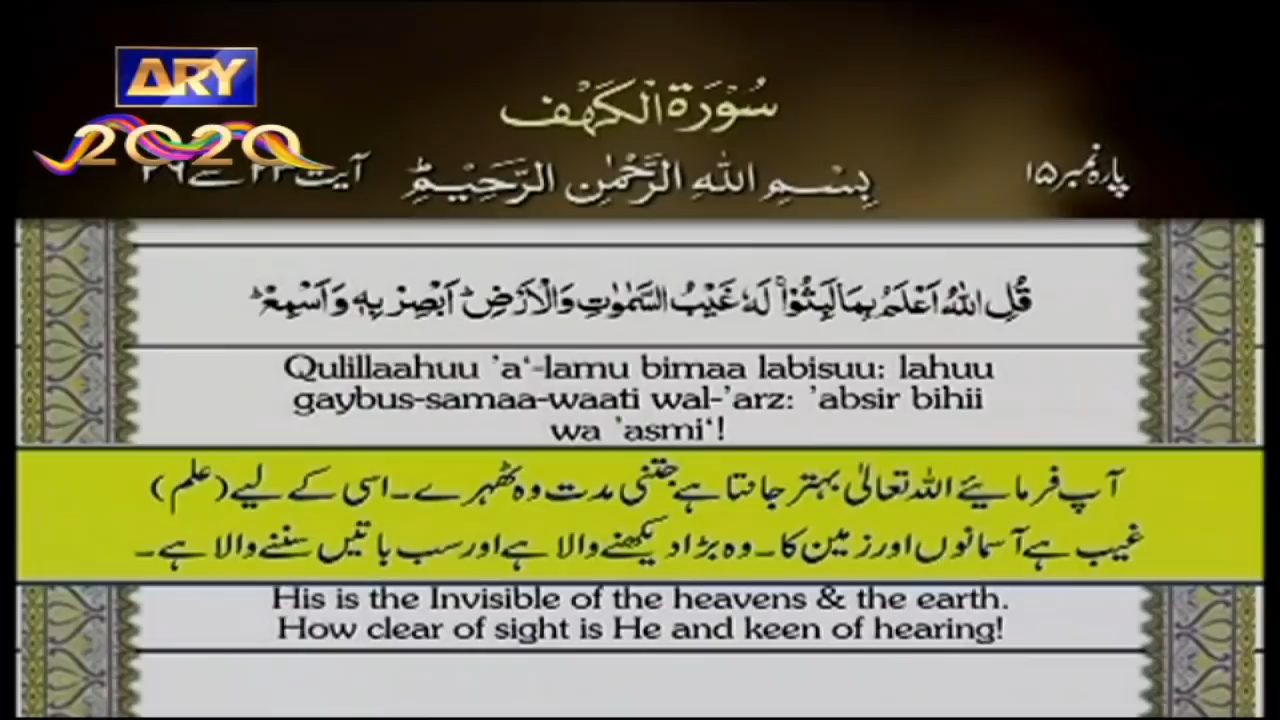 ARY
2020
سُوْرَةُ الْكَهْفِ
پارہ نمبر ۱۵
بِسْمِ اللّٰهِ الرَّحْمٰنِ الرَّحِيْمِ
آیت
سے ۲۹
قُلِ اللّٰهُ اَعْلَمُ بِمَا لَبِثُوْا ۚ لَهٗ غَيْبُ السَّمٰوٰتِ وَالْاَرْضِ ؕ اَبْصِرْ بِهٖ وَ اَسْمِعْ ؕ
Qulillaahuu 'a‘-lamu bimaa labisuu: lahuu
gaybus-samaa-waati wal-'arz: 'absir bihii
wa 'asmi‘!
آپ فرمایئے اللہ تعالیٰ بہتر جانتا ہے جتنی مدت وہ ٹھہرے۔ اسی کے لیے (علم)
غیب ہے آسمانوں اور زمین کا۔ وہ بڑا دیکھنے والا ہے اور سب باتیں سننے والا ہے۔
His is the Invisible of the heavens & the earth.
How clear of sight is He and keen of hearing!